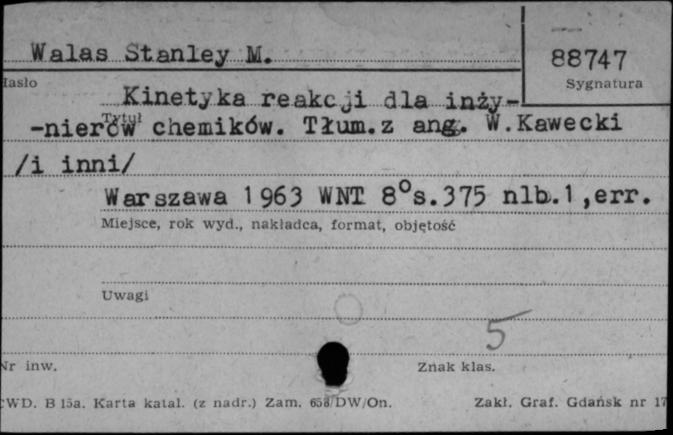 Walas Stanley M.
88747
Hasło
Sygnatura
Kinetyka reakcji dla inży-
-nierów chemików. Tłum.z ang. W.Kawecki
Tytuł
/i inni/
Warszawa 1963 WNT 8°s.375 nlb.1,err.
Miejsce, rok wyd., nakładca, format, objętość
Uwagi
5
Nr inw.
Znak klas.
CWD. B 15a. Karta katal. (z nadr.) Zam. 658/DW/On.
Zakł. Graf. Gdańsk nr 17